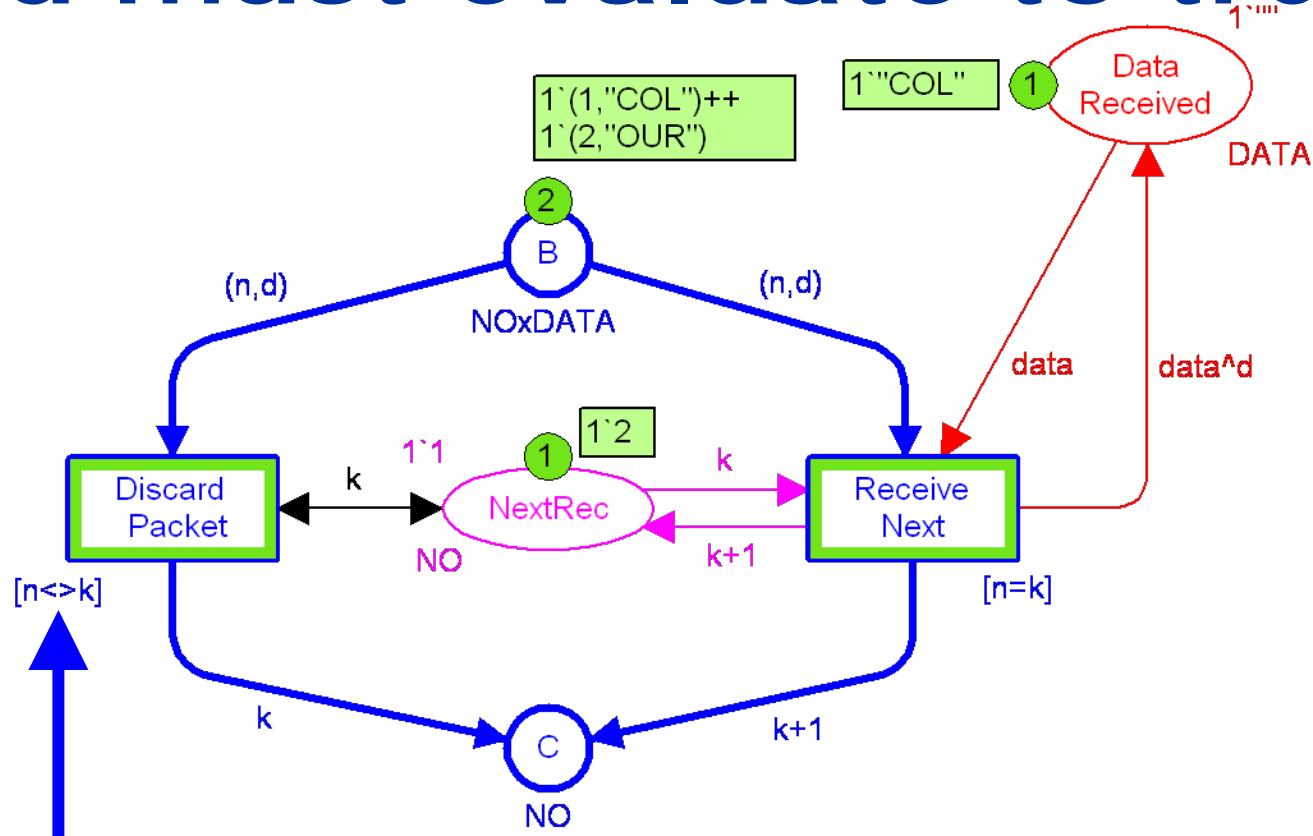 1`""
1`(1,"COL")++
1`(2,"OUR")
1`"COL"
1
Data
Received
DATA
2
B
NOxDATA
(n,d)
(n,d)
data
data^d
1`1
1
1`2
Discard
Packet
k
NextRec
k
k+1
NO
Receive
Next
[n<>k]
[n=k]
k
k+1
C
NO